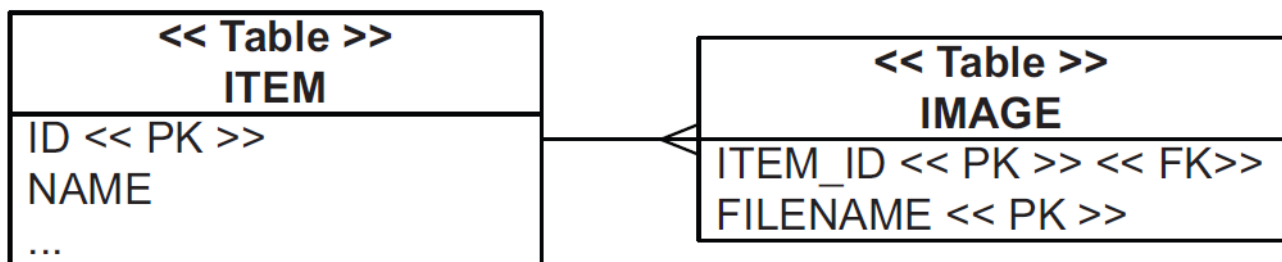 << Table >>
ITEM
ID << PK >>
NAME
...
<< Table >>
IMAGE
ITEM_ID << PK >> << FK>>
FILENAME << PK >>